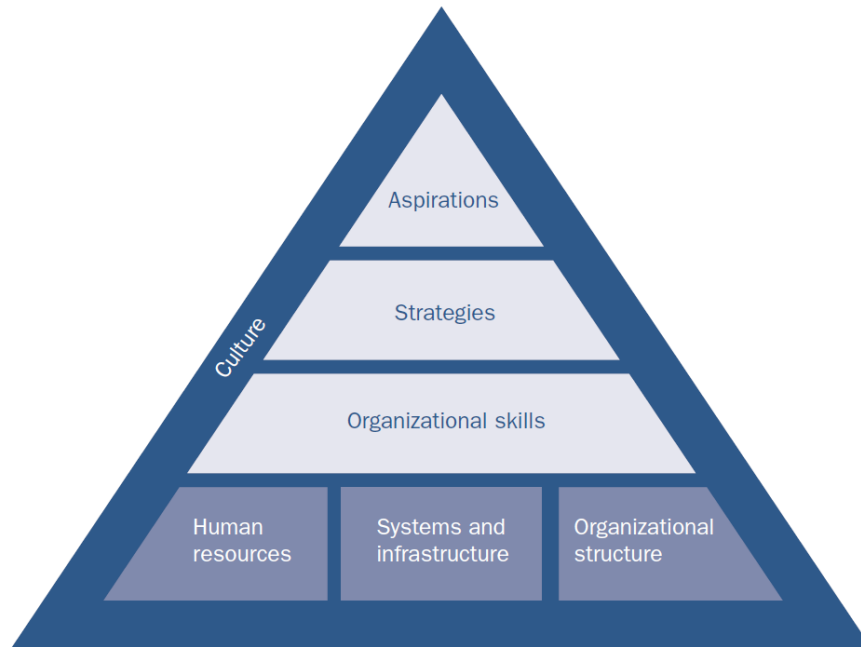 Aspirations
Strategies
Culture
Organizational skills
Human
resources
Systems and
infrastructure
Organizational
structure